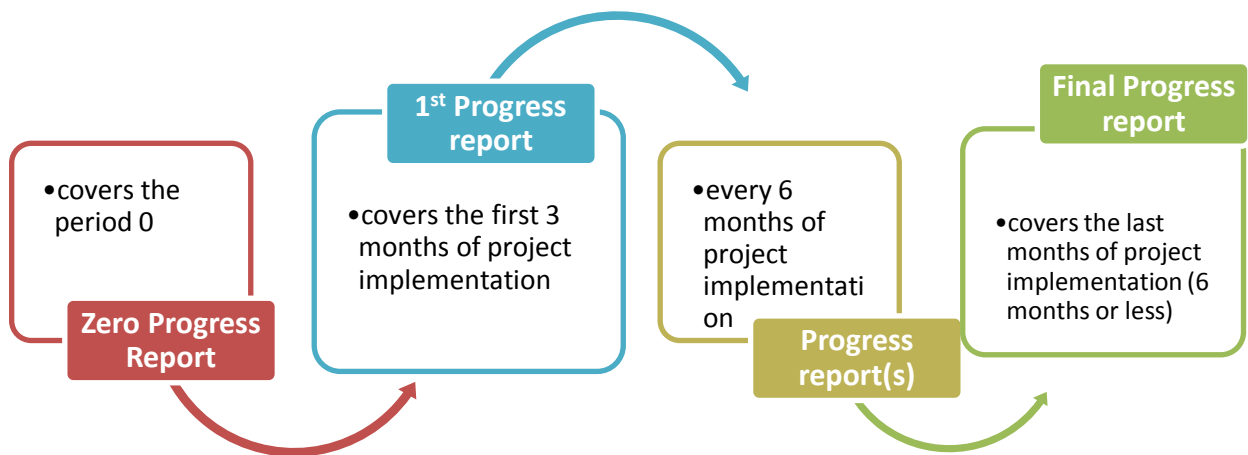 •covers the
period 0
Zero Progress
Report
1st Progress
report
•covers the first 3
months of project
implementation
•every 6
months of
project
implementati
on
Progress
report(s)
Final Progress
report
•covers the last
months of project
implementation (6
months or less)